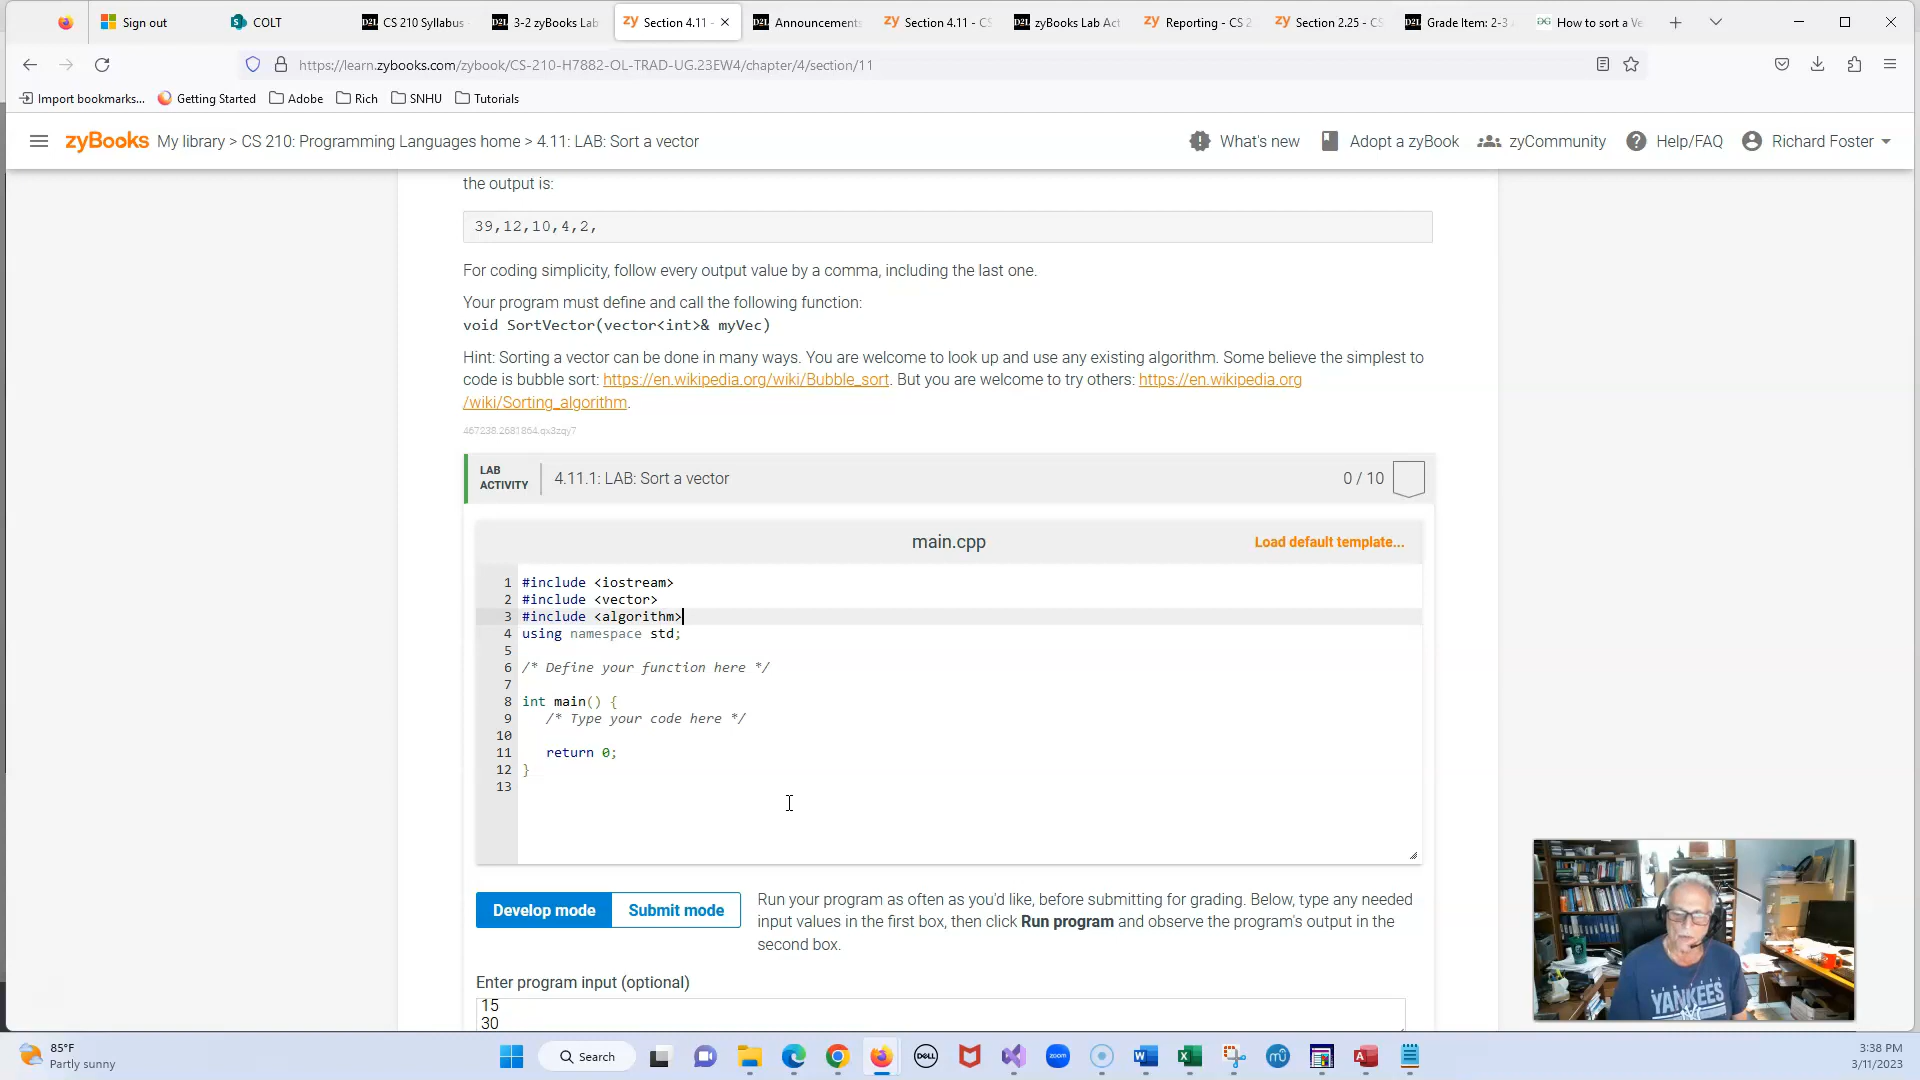 Sign out
COLT
CS 210 Syllabus
3-2 zyBooks Lab
Section 4.11 -
Announcements
Section 4.11 - CS
zyBooks Lab Act
Reporting - CS 2
Section 2.25 - CS
Grade Item: 2-3
How to sort a Ve
https://learn.zybooks.com/zybook/CS-210-H7882-OL-TRAD-UG.23EW4/chapter/4/section/11
Import bookmarks...
Getting Started
Adobe
Rich
SNHU
Tutorials
zyBooks My library > CS 210: Programming Languages home > 4.11: LAB: Sort a vector
What's new
Adopt a zyBook
zyCommunity
Help/FAQ
Richard Foster
the output is:
39,12,10,4,2,
For coding simplicity, follow every output value by a comma, including the last one.
Your program must define and call the following function:
void SortVector(vector<int>& myVec)
Hint: Sorting a vector can be done in many ways. You are welcome to look up and use any existing algorithm. Some believe the simplest to
code is bubble sort: https://en.wikipedia.org/wiki/Bubble_sort. But you are welcome to try others: https://en.wikipedia.org
/wiki/Sorting_algorithm.
467238.2681864.qx3zqy7
LAB
ACTIVITY
4.11.1: LAB: Sort a vector
0 / 10
main.cpp
Load default template...
1 #include <iostream>
2 #include <vector>
3 #include <algorithm>
4 using namespace std;
5
6 /* Define your function here */
7
8 int main() {
9 /* Type your code here */
10
11 return 0;
12 }
13
Develop mode
Submit mode
Run your program as often as you'd like, before submitting for grading. Below, type any needed
input values in the first box, then click Run program and observe the program's output in the
second box.
Enter program input (optional)
15
30
YANKEES
85°F
Partly sunny
Search
DELL
zoom
3:38 PM
3/11/2023